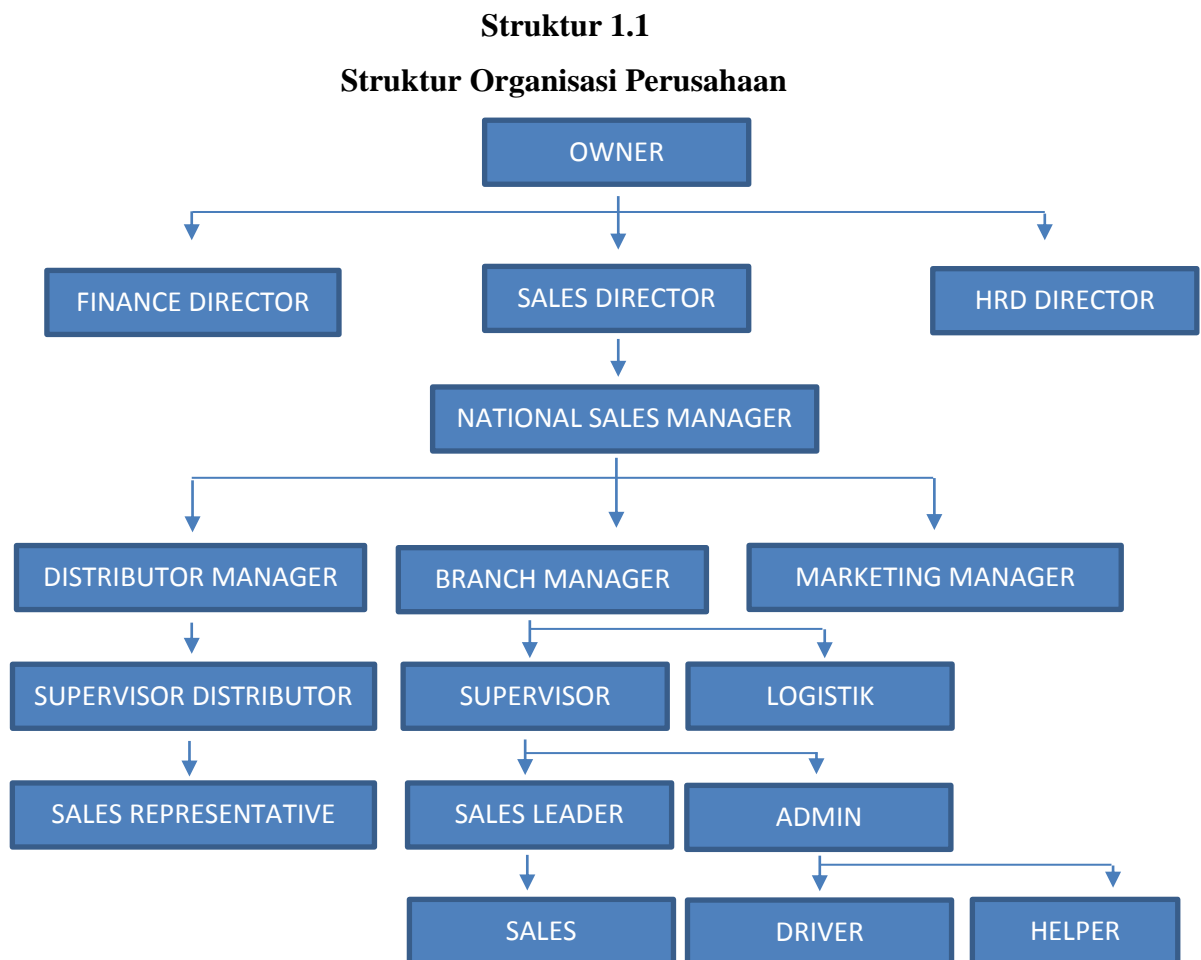 Struktur 1.1
Struktur Organisasi Perusahaan
OWNER
FINANCE DIRECTOR
SALES DIRECTOR
HRD DIRECTOR
NATIONAL SALES MANAGER
DISTRIBUTOR MANAGER
BRANCH MANAGER
MARKETING MANAGER
SUPERVISOR DISTRIBUTOR
SUPERVISOR
LOGISTIK
SALES REPRESENTATIVE
SALES LEADER
ADMIN
SALES
DRIVER
HELPER